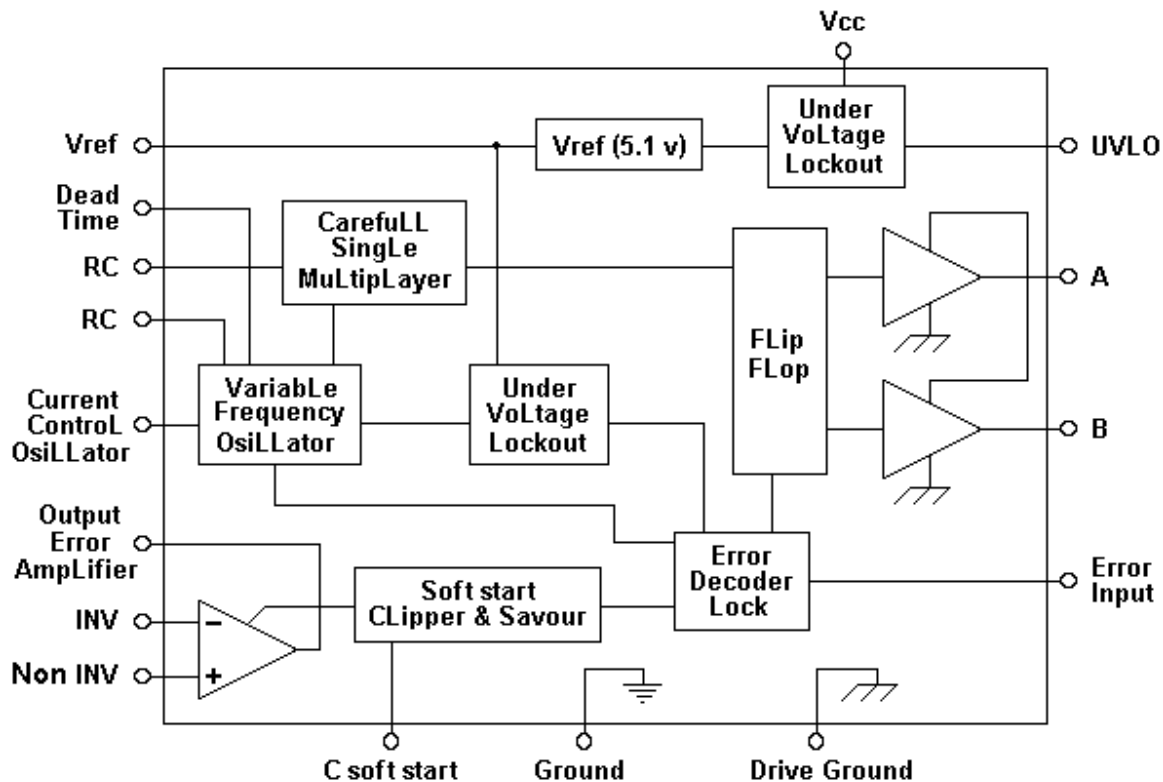 Vcc
Under
VoLtage
Lockout
Vref
Vref (5.1 v)
UVLO
Dead
Time
CarefuLL
SingLe
MuLtipLayer
RC
A
RC
FLip
FLop
VariabLe
Frequency
OsiLLator
Under
VoLtage
Lockout
Current
ControL
OsiLLator
B
Output
Error
AmpLifier
Error
Decoder
Lock
Error
Input
Soft start
CLipper & Savour
INV
−
Non INV
+
C soft start
Ground
Drive Ground